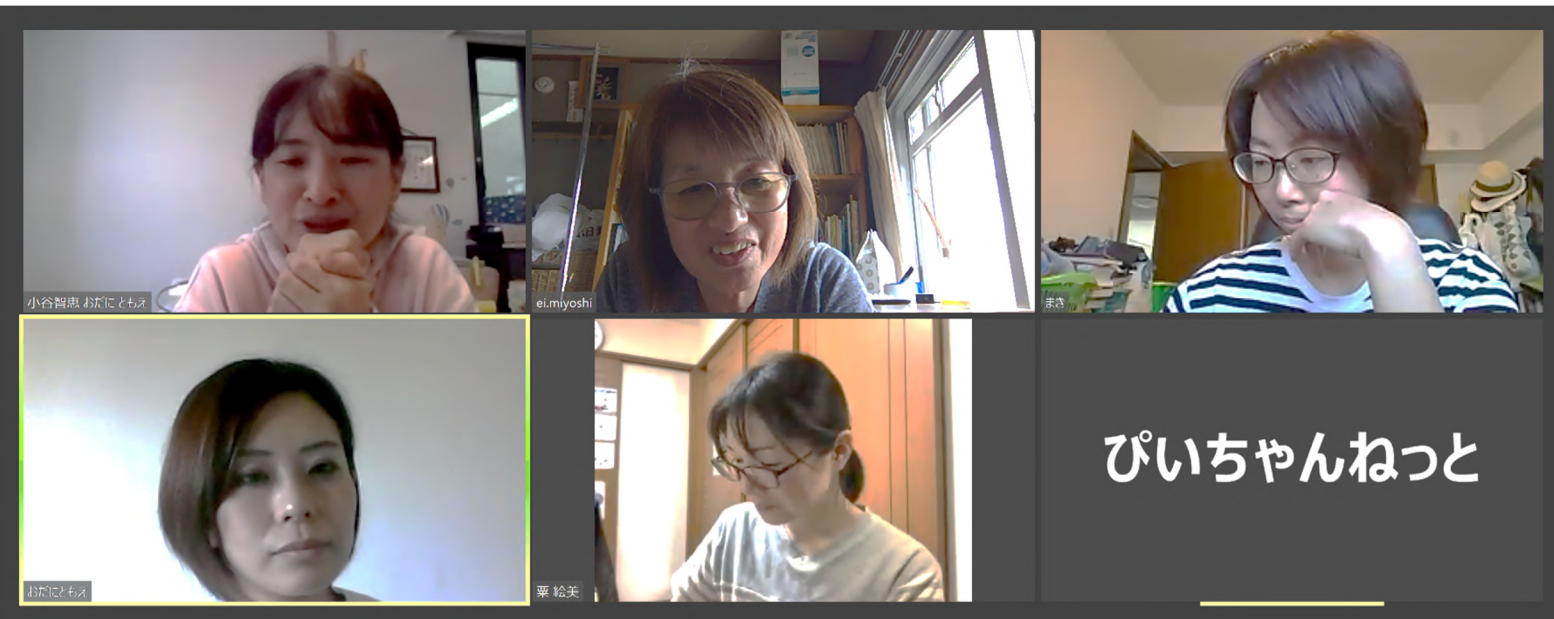 小谷智恵 おだにともえ
ei.miyoshi
まき
おだにともえ
粟 絵美
ぴいちゃんねっと